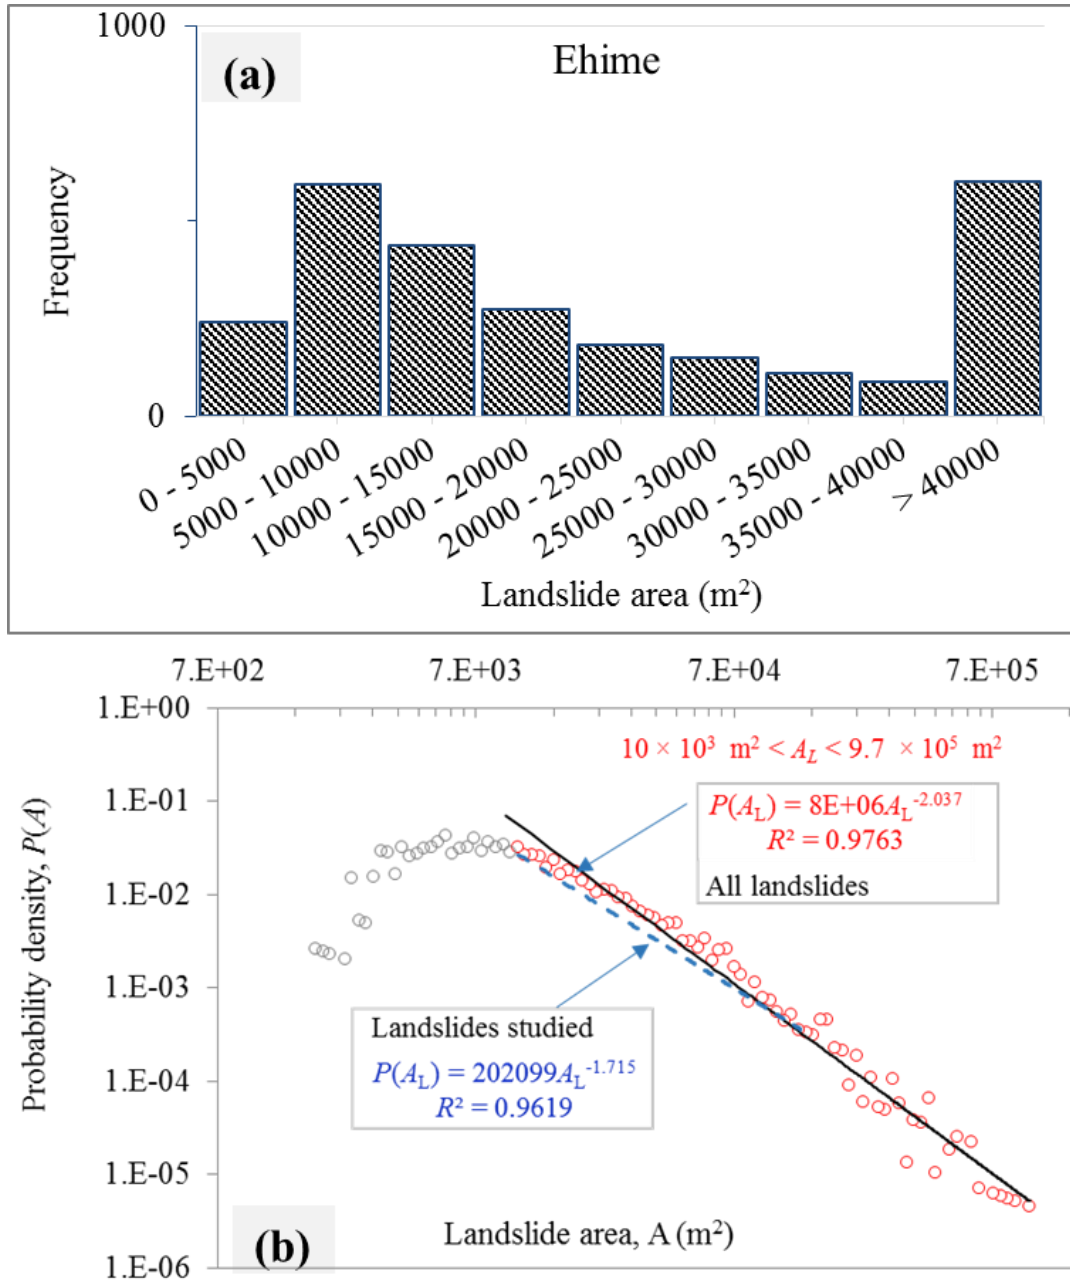 1000
(a)
Ehime
Frequency
0
0 - 5000
5000 - 10000
10000 - 15000
15000 - 20000
20000 - 25000
25000 - 30000
30000 - 35000
35000 - 40000
> 40000
Landslide area (m²)
7.E+02 7.E+03 7.E+04 7.E+05
1.E+00
1.E-01
1.E-02
1.E-03
1.E-04
1.E-05
1.E-06
Probability density, P(A)
10 × 10³ m² < A_L < 9.7 × 10⁵ m²
P(A_L) = 8E+06A_L^-2.037
R² = 0.9763
All landslides
Landslides studied
P(A_L) = 202099A_L^-1.715
R² = 0.9619
(b)
Landslide area, A (m²)